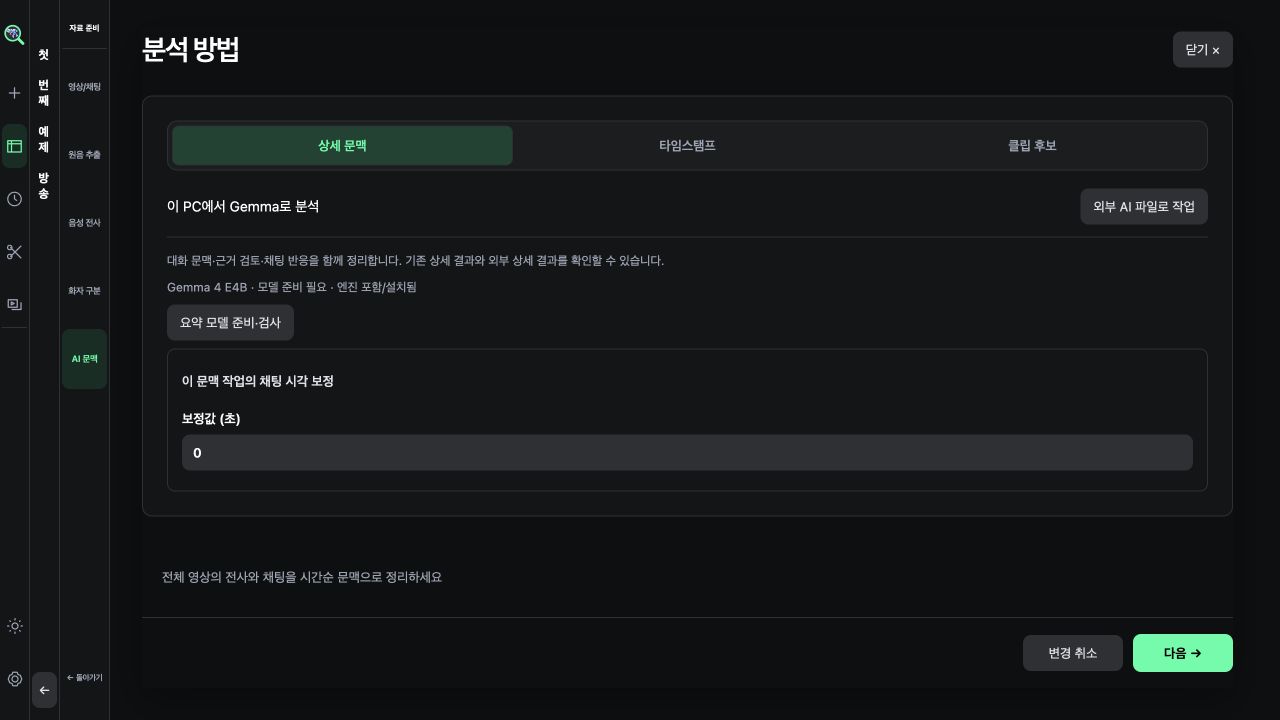 첫 번째 예제 방송
자료 준비
영상/채팅
원음 추출
음성 전사
화자 구분
AI 문맥
← 돌아가기
←
분석 방법
닫기 ×
상세 문맥
타임스탬프
클립 후보
이 PC에서 Gemma로 분석
외부 AI 파일로 작업
대화 문맥·근거 검토·채팅 반응을 함께 정리합니다. 기존 상세 결과와 외부 상세 결과를 확인할 수 있습니다.
Gemma 4 E4B · 모델 준비 필요 · 엔진 포함/설치됨
요약 모델 준비·검사
이 문맥 작업의 채팅 시각 보정
보정값 (초)
0
전체 영상의 전사와 채팅을 시간순 문맥으로 정리하세요
변경 취소
다음 →